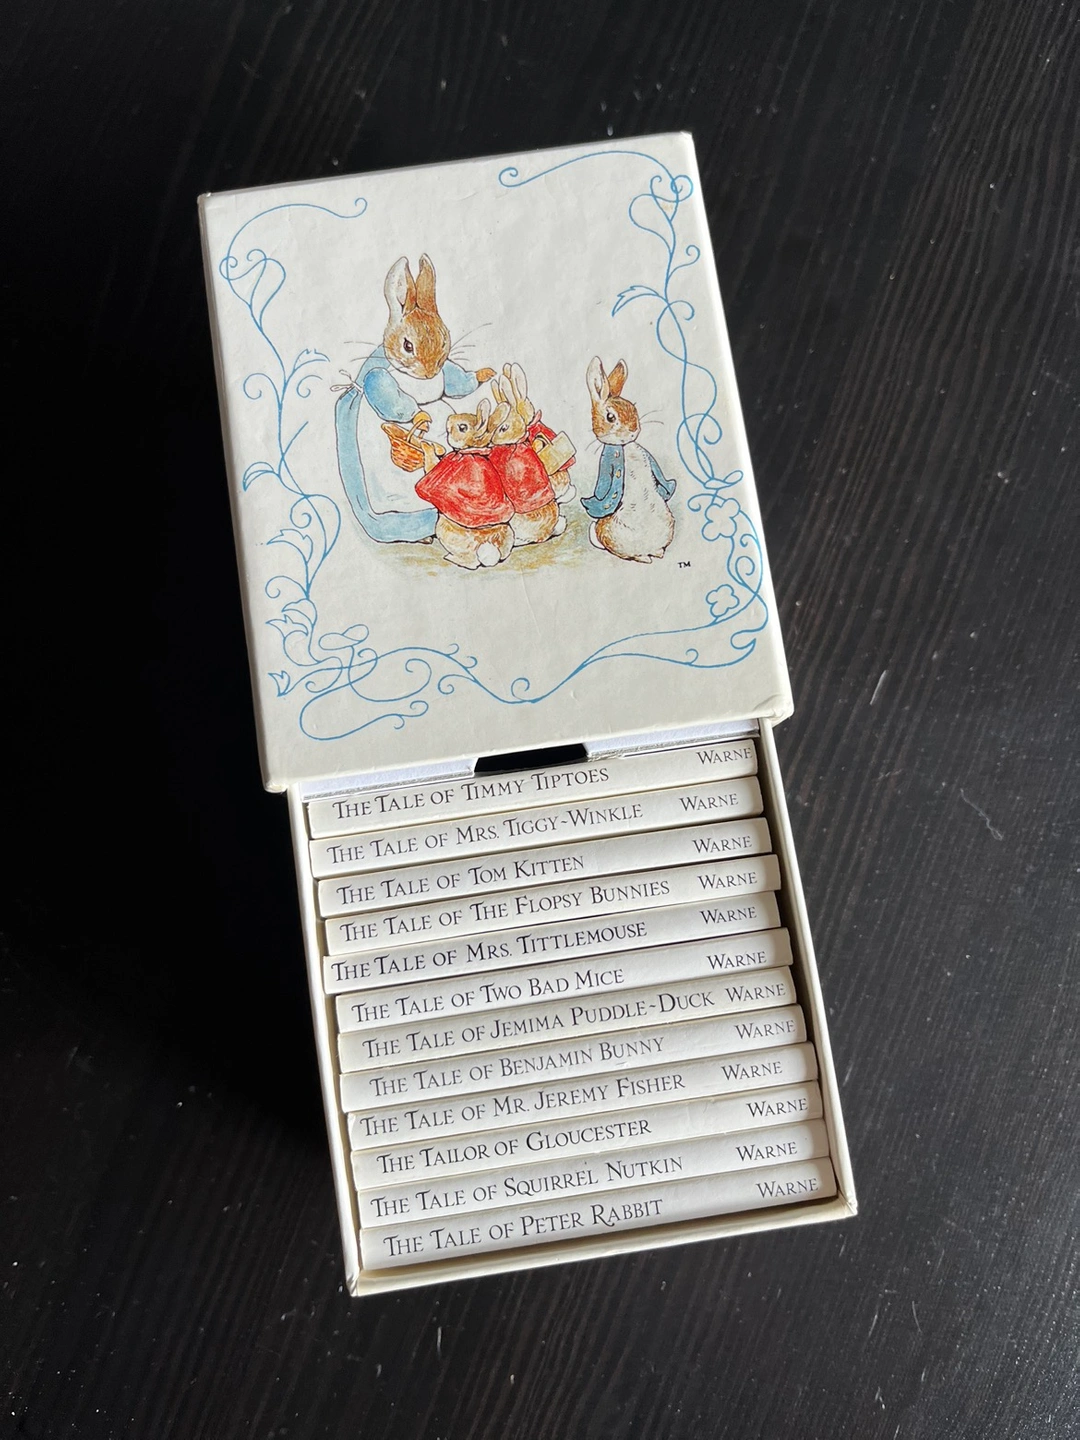 TM
THE TALE OF TIMMY TIPTOES WARNE
THE TALE OF MRS. TIGGY-WINKLE WARNE
THE TALE OF TOM KITTEN WARNE
THE TALE OF THE FLOPSY BUNNIES WARNE
THE TALE OF MRS. TITTLEMOUSE WARNE
THE TALE OF TWO BAD MICE WARNE
THE TALE OF JEMIMA PUDDLE-DUCK WARNE
THE TALE OF BENJAMIN BUNNY WARNE
THE TALE OF MR. JEREMY FISHER WARNE
THE TAILOR OF GLOUCESTER WARNE
THE TALE OF SQUIRREL NUTKIN WARNE
THE TALE OF PETER RABBIT WARNE